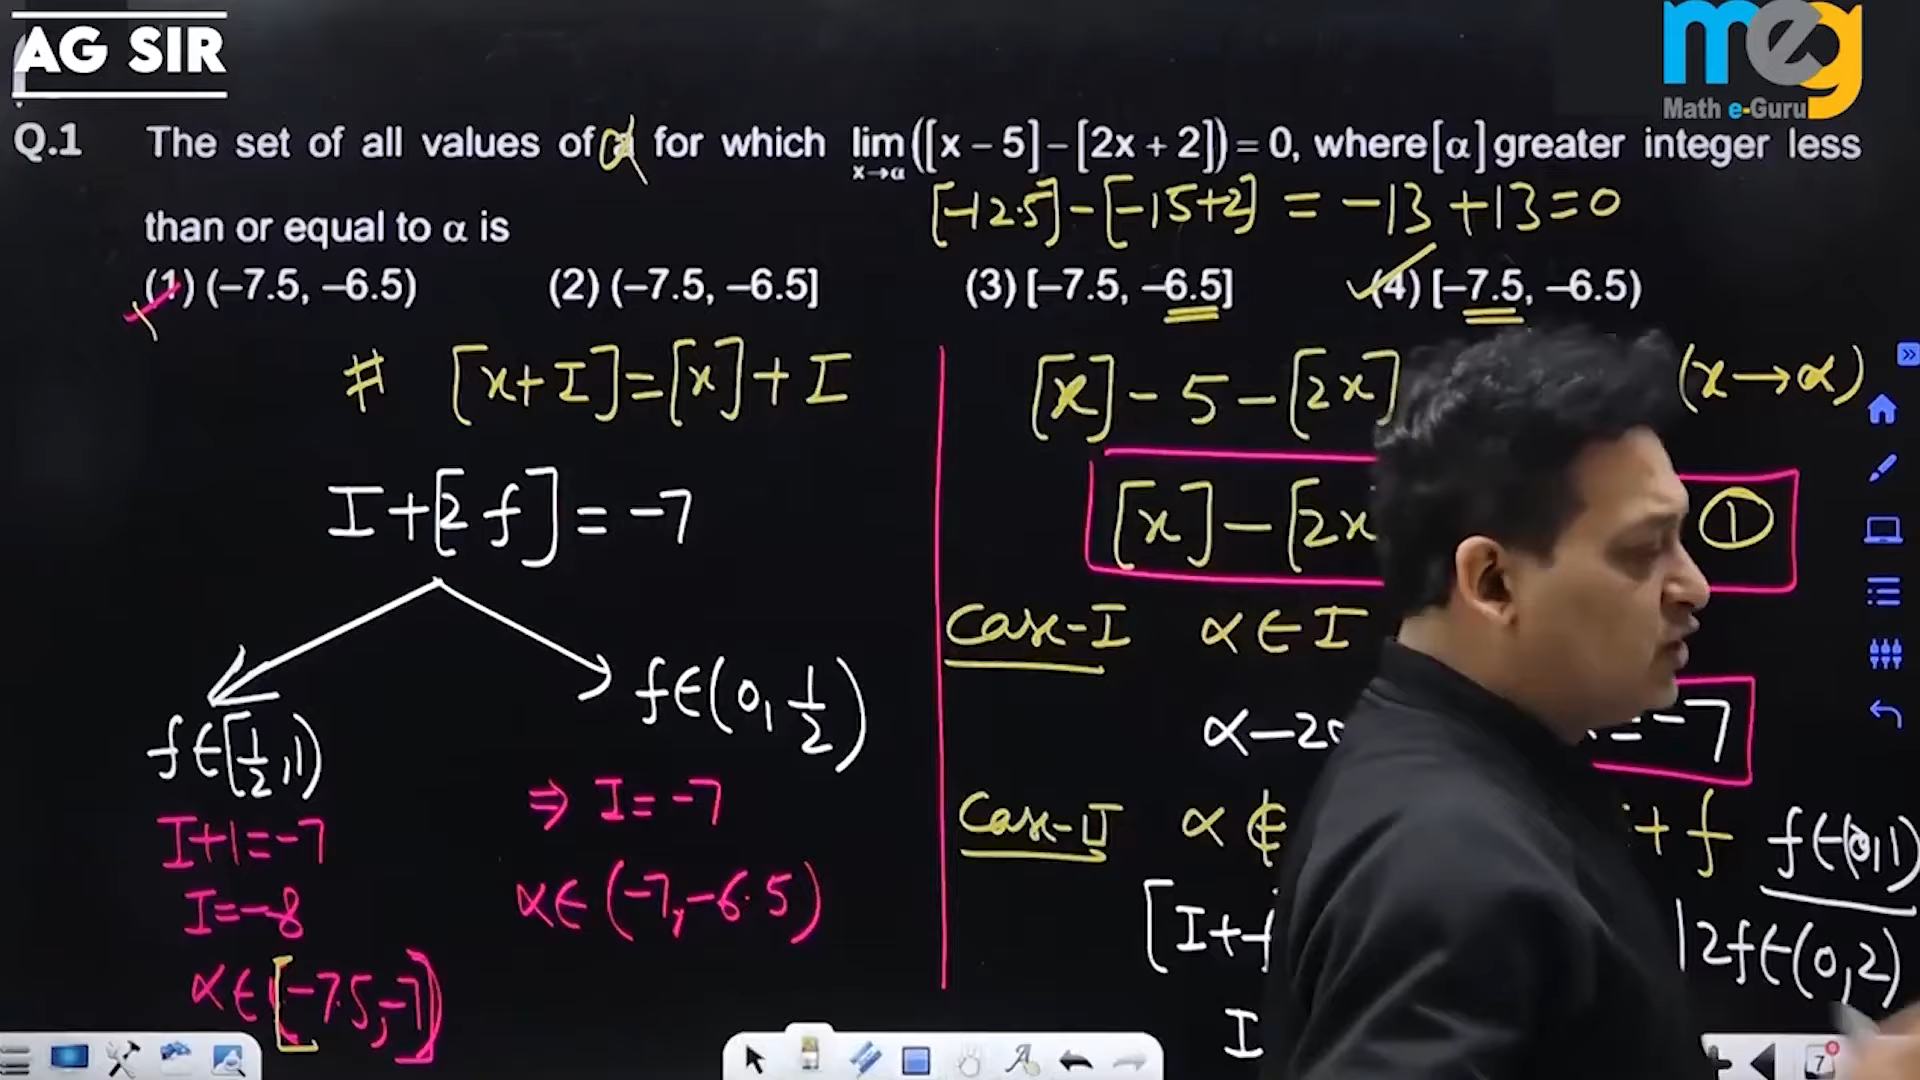 AG SIR
meg
Math e-Guru
Q.1 The set of all values of α for which lim x→α ([x – 5] – [2x + 2]) = 0, where [α] greater integer less
than or equal to α is
[-12.5] - [-15+2] = -13 + 13 = 0
(1) (–7.5, –6.5) (2) (–7.5, –6.5] (3) [–7.5, –6.5] (4) [–7.5, –6.5)
# [x+I] = [x] + I
I + [2f] = -7
f ∈ [1/2, 1)
f ∈ (0, 1/2)
I+1 = -7
I = -8
α ∈ [-7.5, -7)
⇒ I = -7
α ∈ (-7, -6.5)
[x] - 5 - [2x] (x → α)
[x] - [2x ①
Case-I α ∈ I
α - 2 = -7
Case-II α ∉ + f f ∈ (0,1)
[I+f 2f ∈ (0,2)
I
7